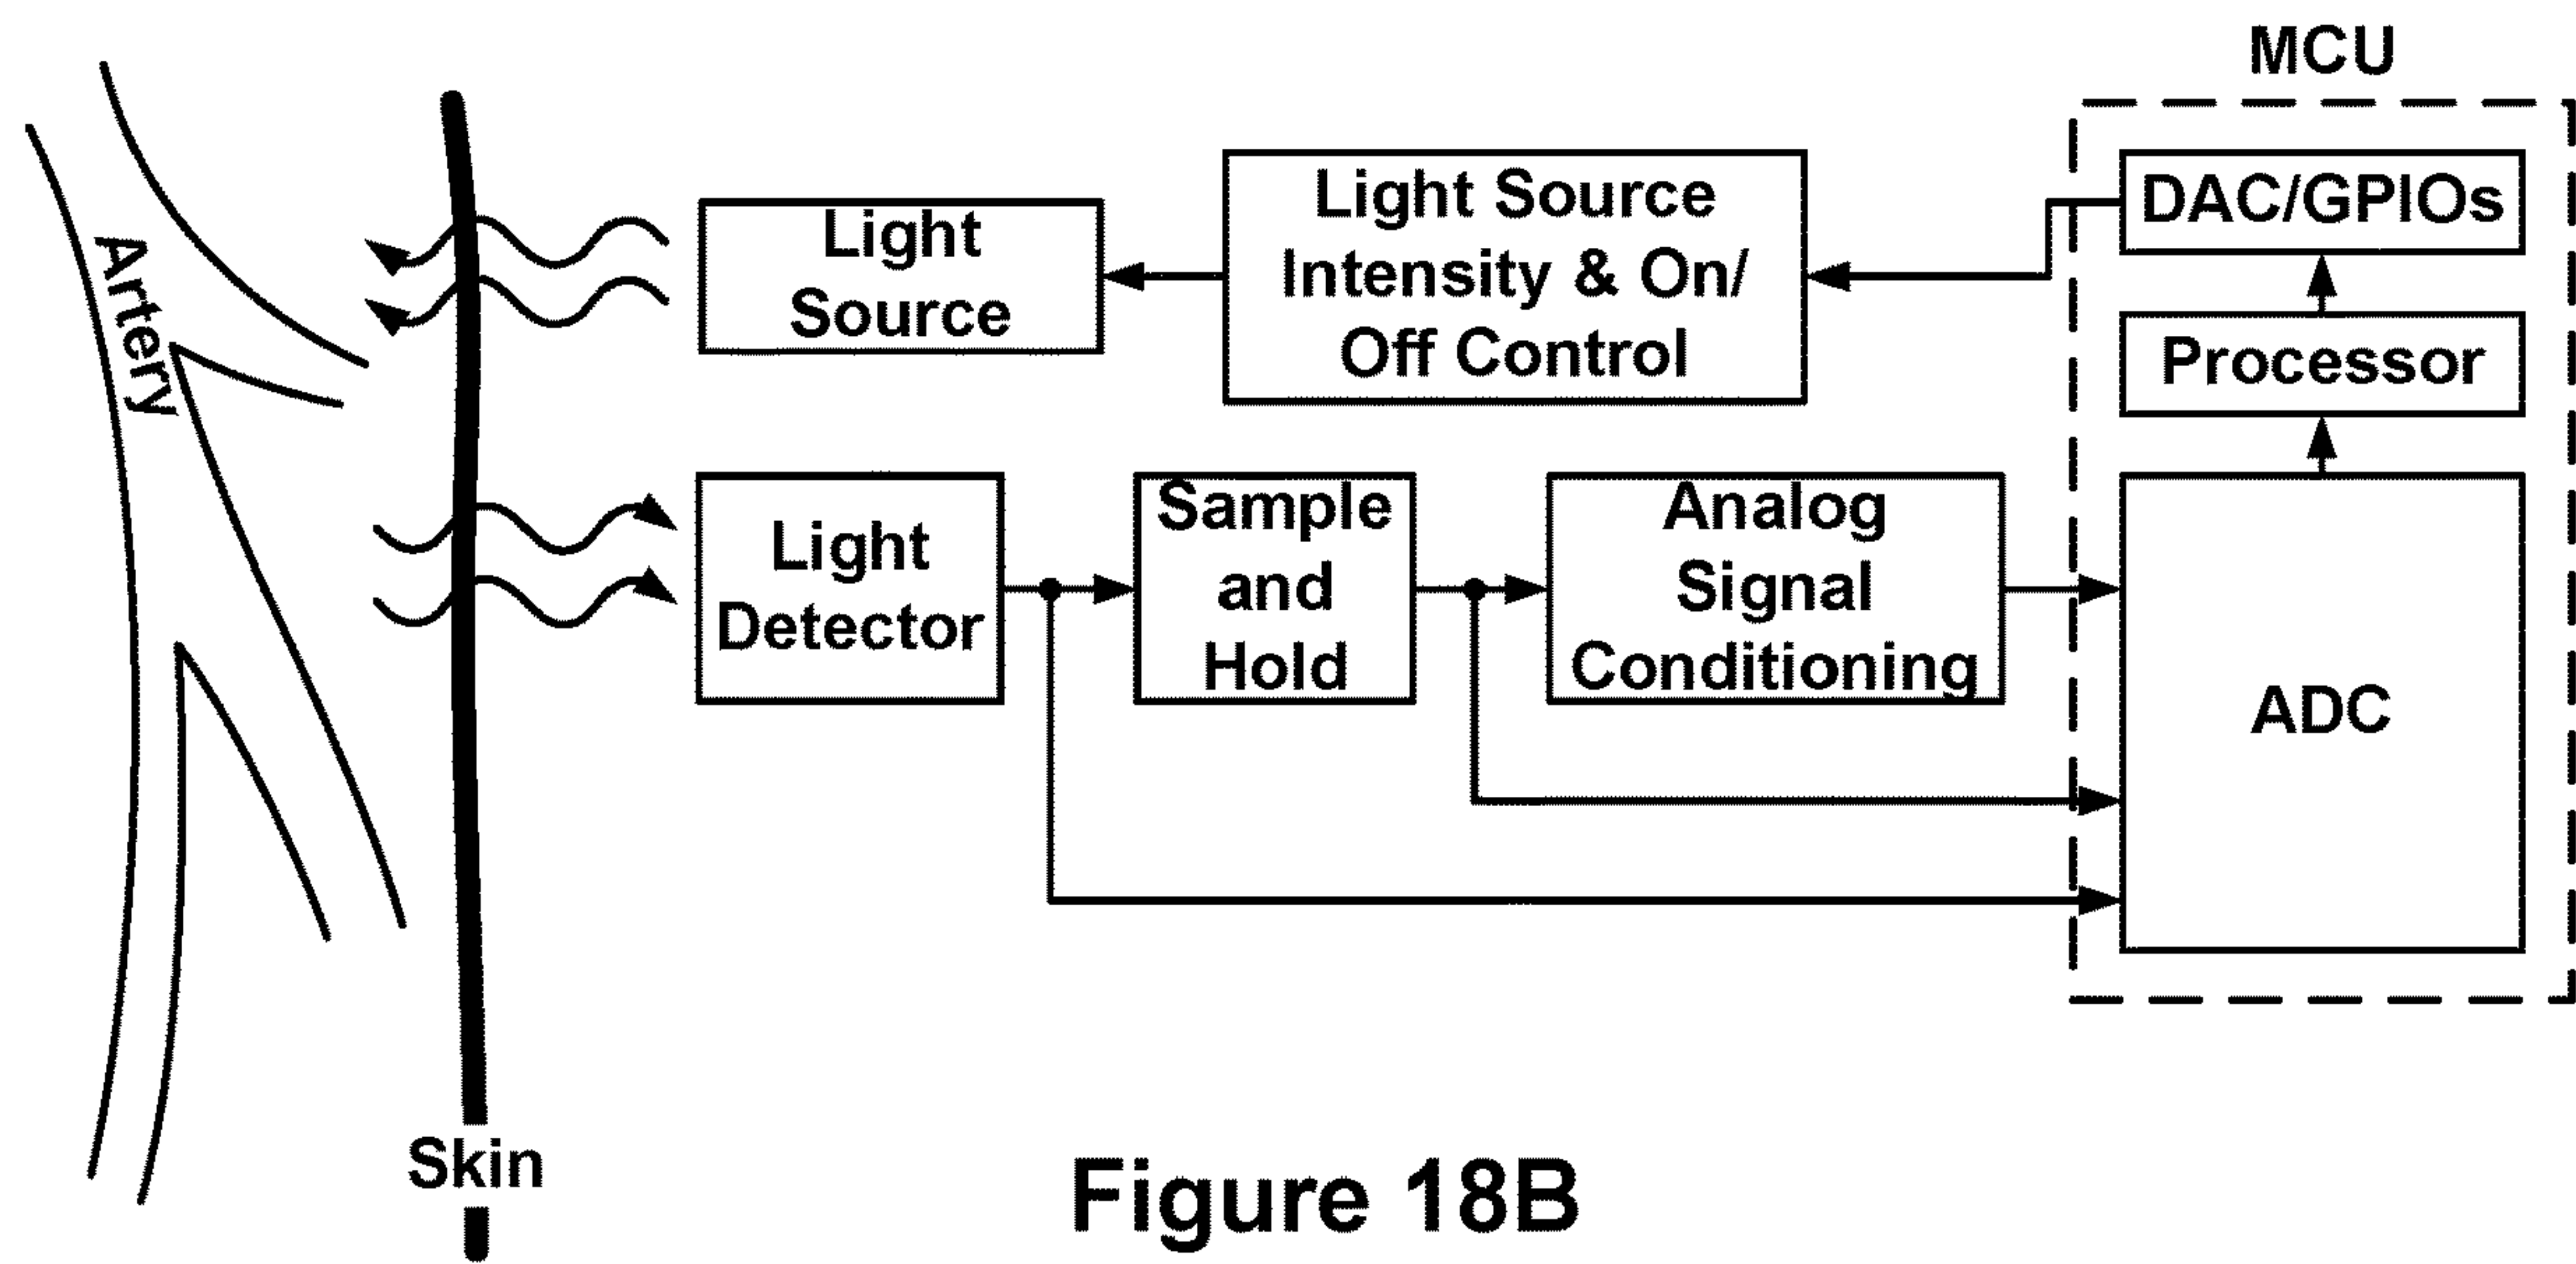 MCU
Light
Source
Light Source
Intensity & On/
Off Control
DAC/GPIOs
Processor
Artery
Light
Detector
Sample
and
Hold
Analog
Signal
Conditioning
ADC
Skin
Figure 18B